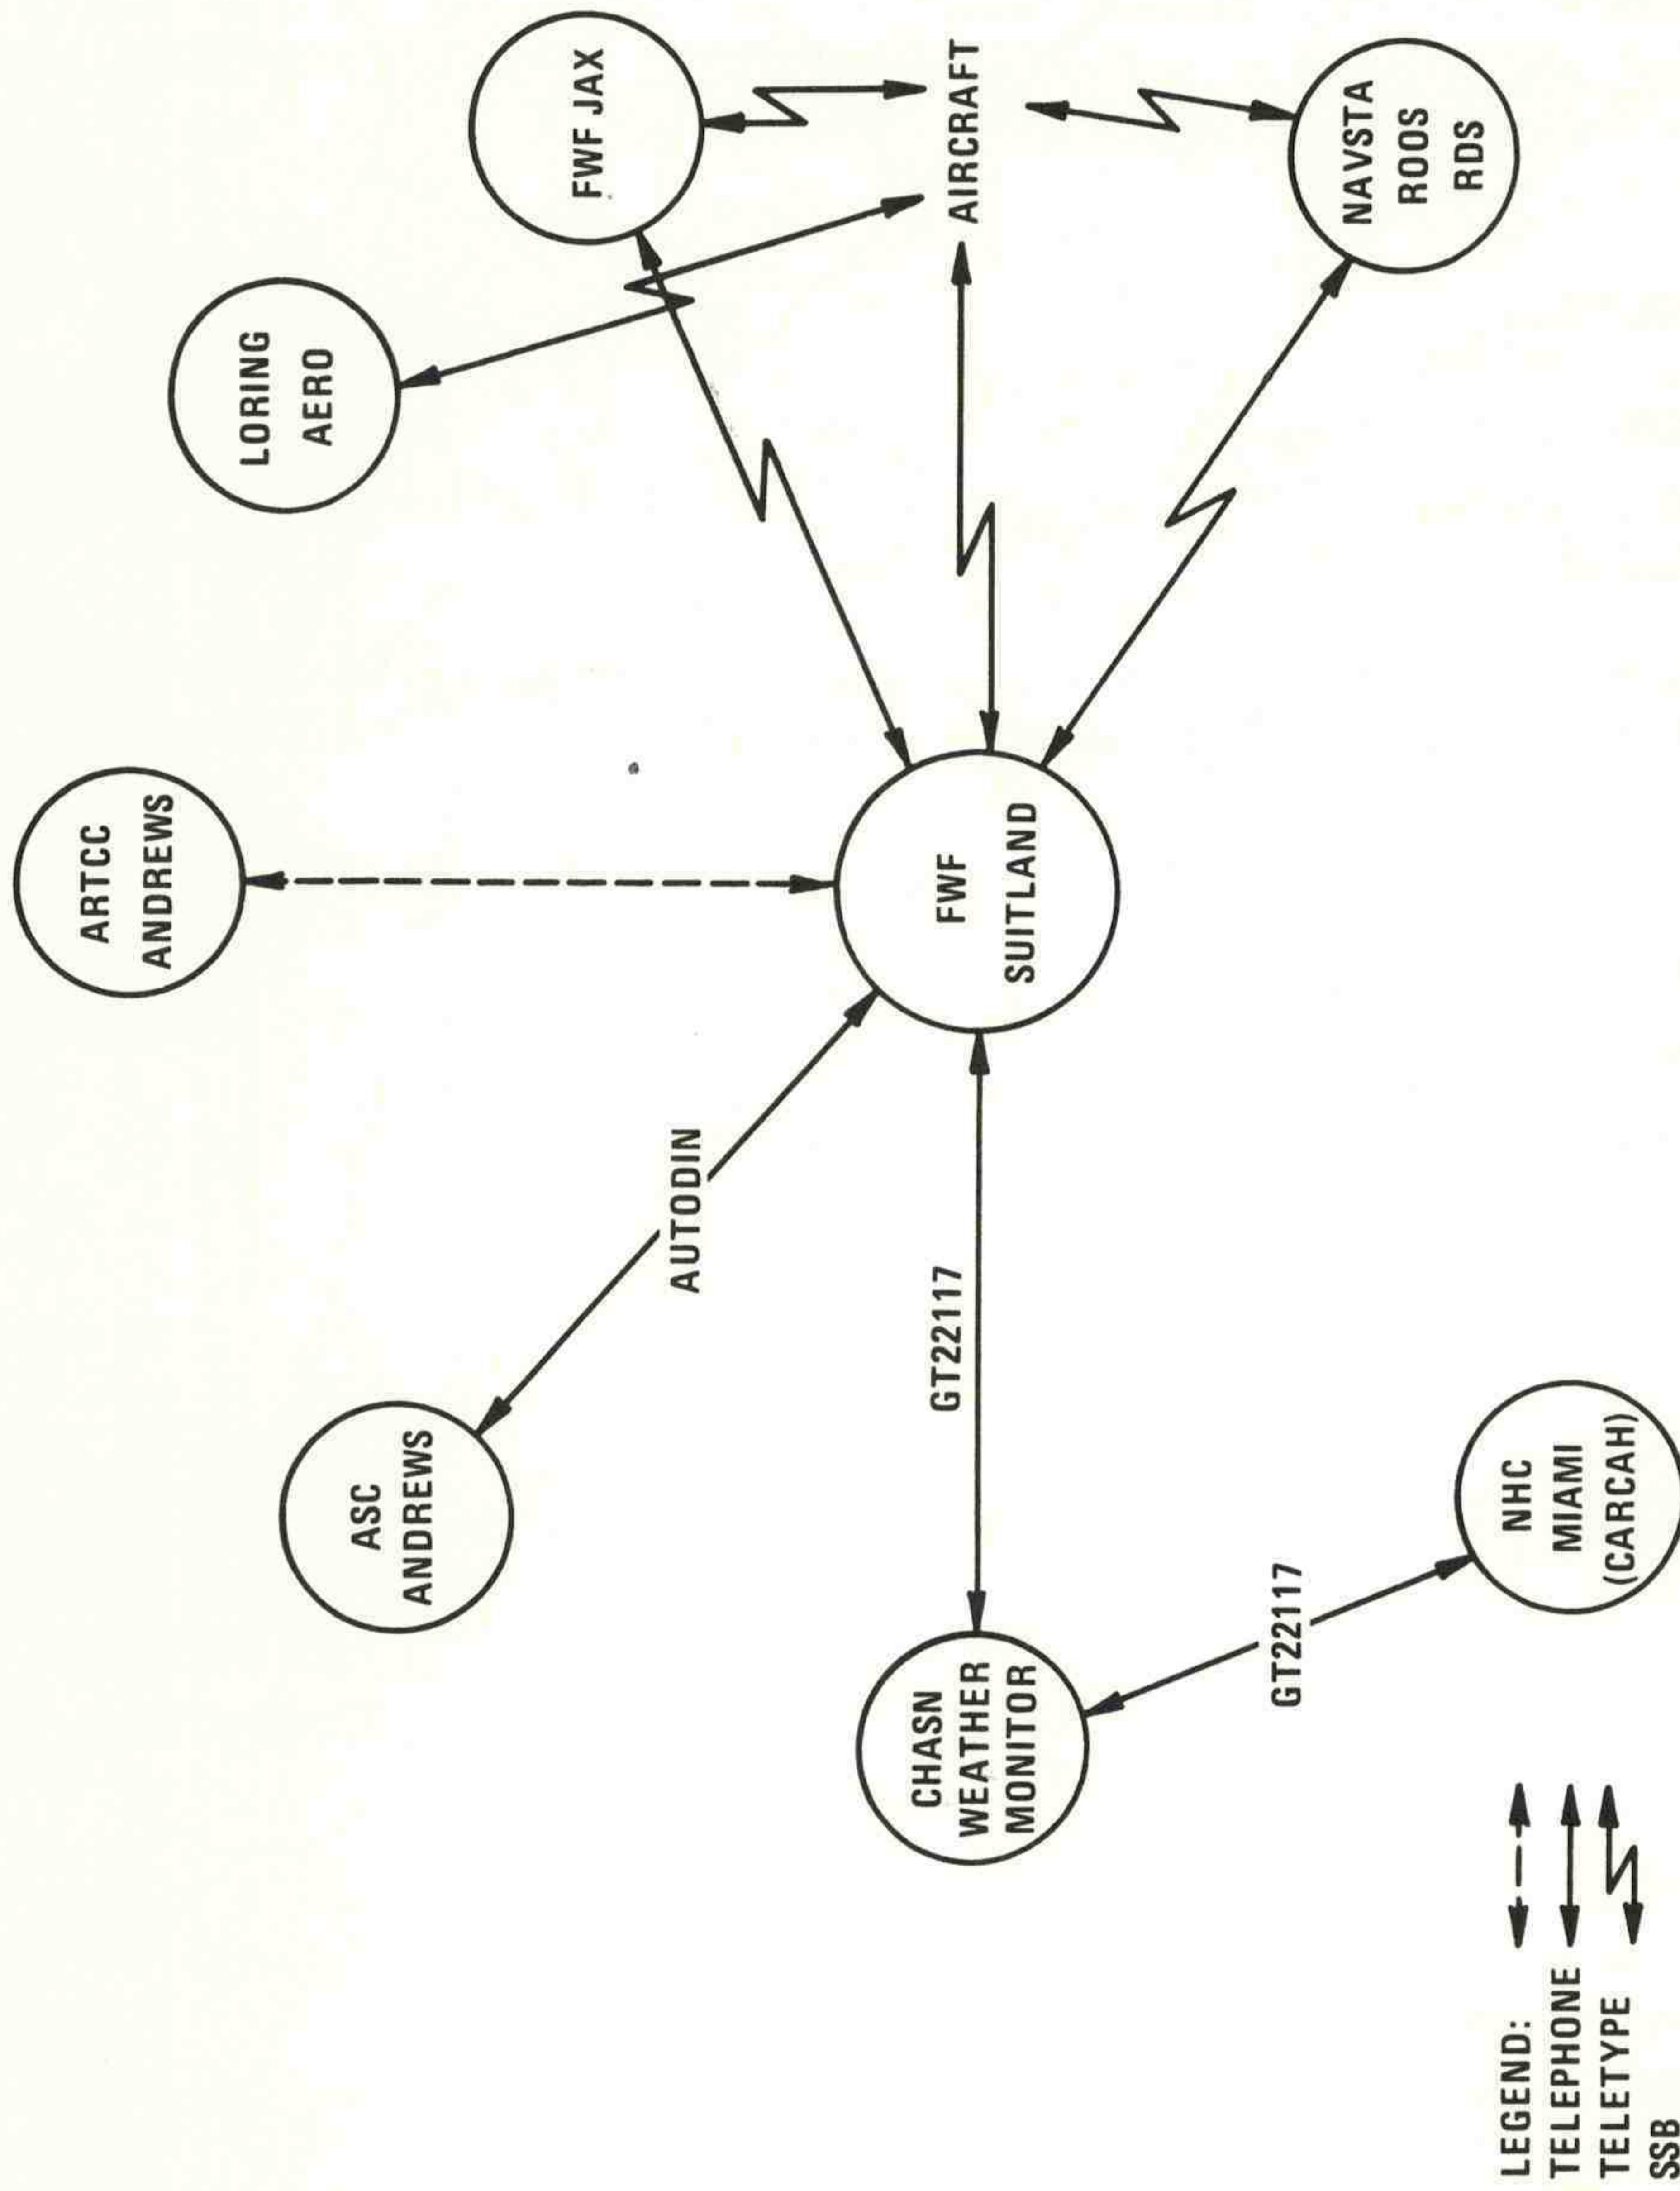 ARTCC
ANDREWS
LORING
AERO
FWF JAX
ASC
ANDREWS
AUTODIN
FWF
SUITLAND
AIRCRAFT
GT22117
CHASN
WEATHER
MONITOR
GT22117
NHC
MIAMI
(CARCAH)
NAVSTA
ROOS
RDS
LEGEND:
TELEPHONE
TELETYPE
SSB